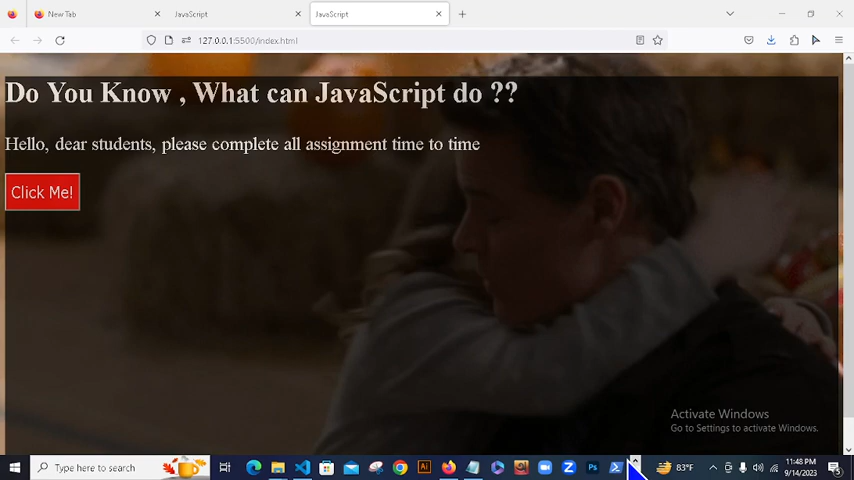 New Tab
JavaScript
JavaScript
127.0.0.1:5500/index.html
Do You Know , What can JavaScript do ??
Hello, dear students, please complete all assignment time to time
Click Me!
Activate Windows
Go to Settings to activate Windows.
Type here to search
Ai
Ps
83°F
11:48 PM
9/14/2023